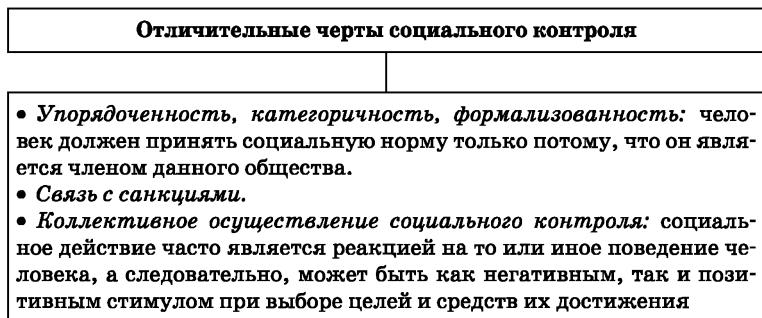 Отличительные черты социального контроля
• Упорядоченность, категоричность, формализованность: чело-
век должен принять социальную норму только потому, что он явля-
ется членом данного общества.
• Связь с санкциями.
• Коллективное осуществление социального контроля: социаль-
ное действие часто является реакцией на то или иное поведение че-
ловека, а следовательно, может быть как негативным, так и пози-
тивным стимулом при выборе целей и средств их достижения